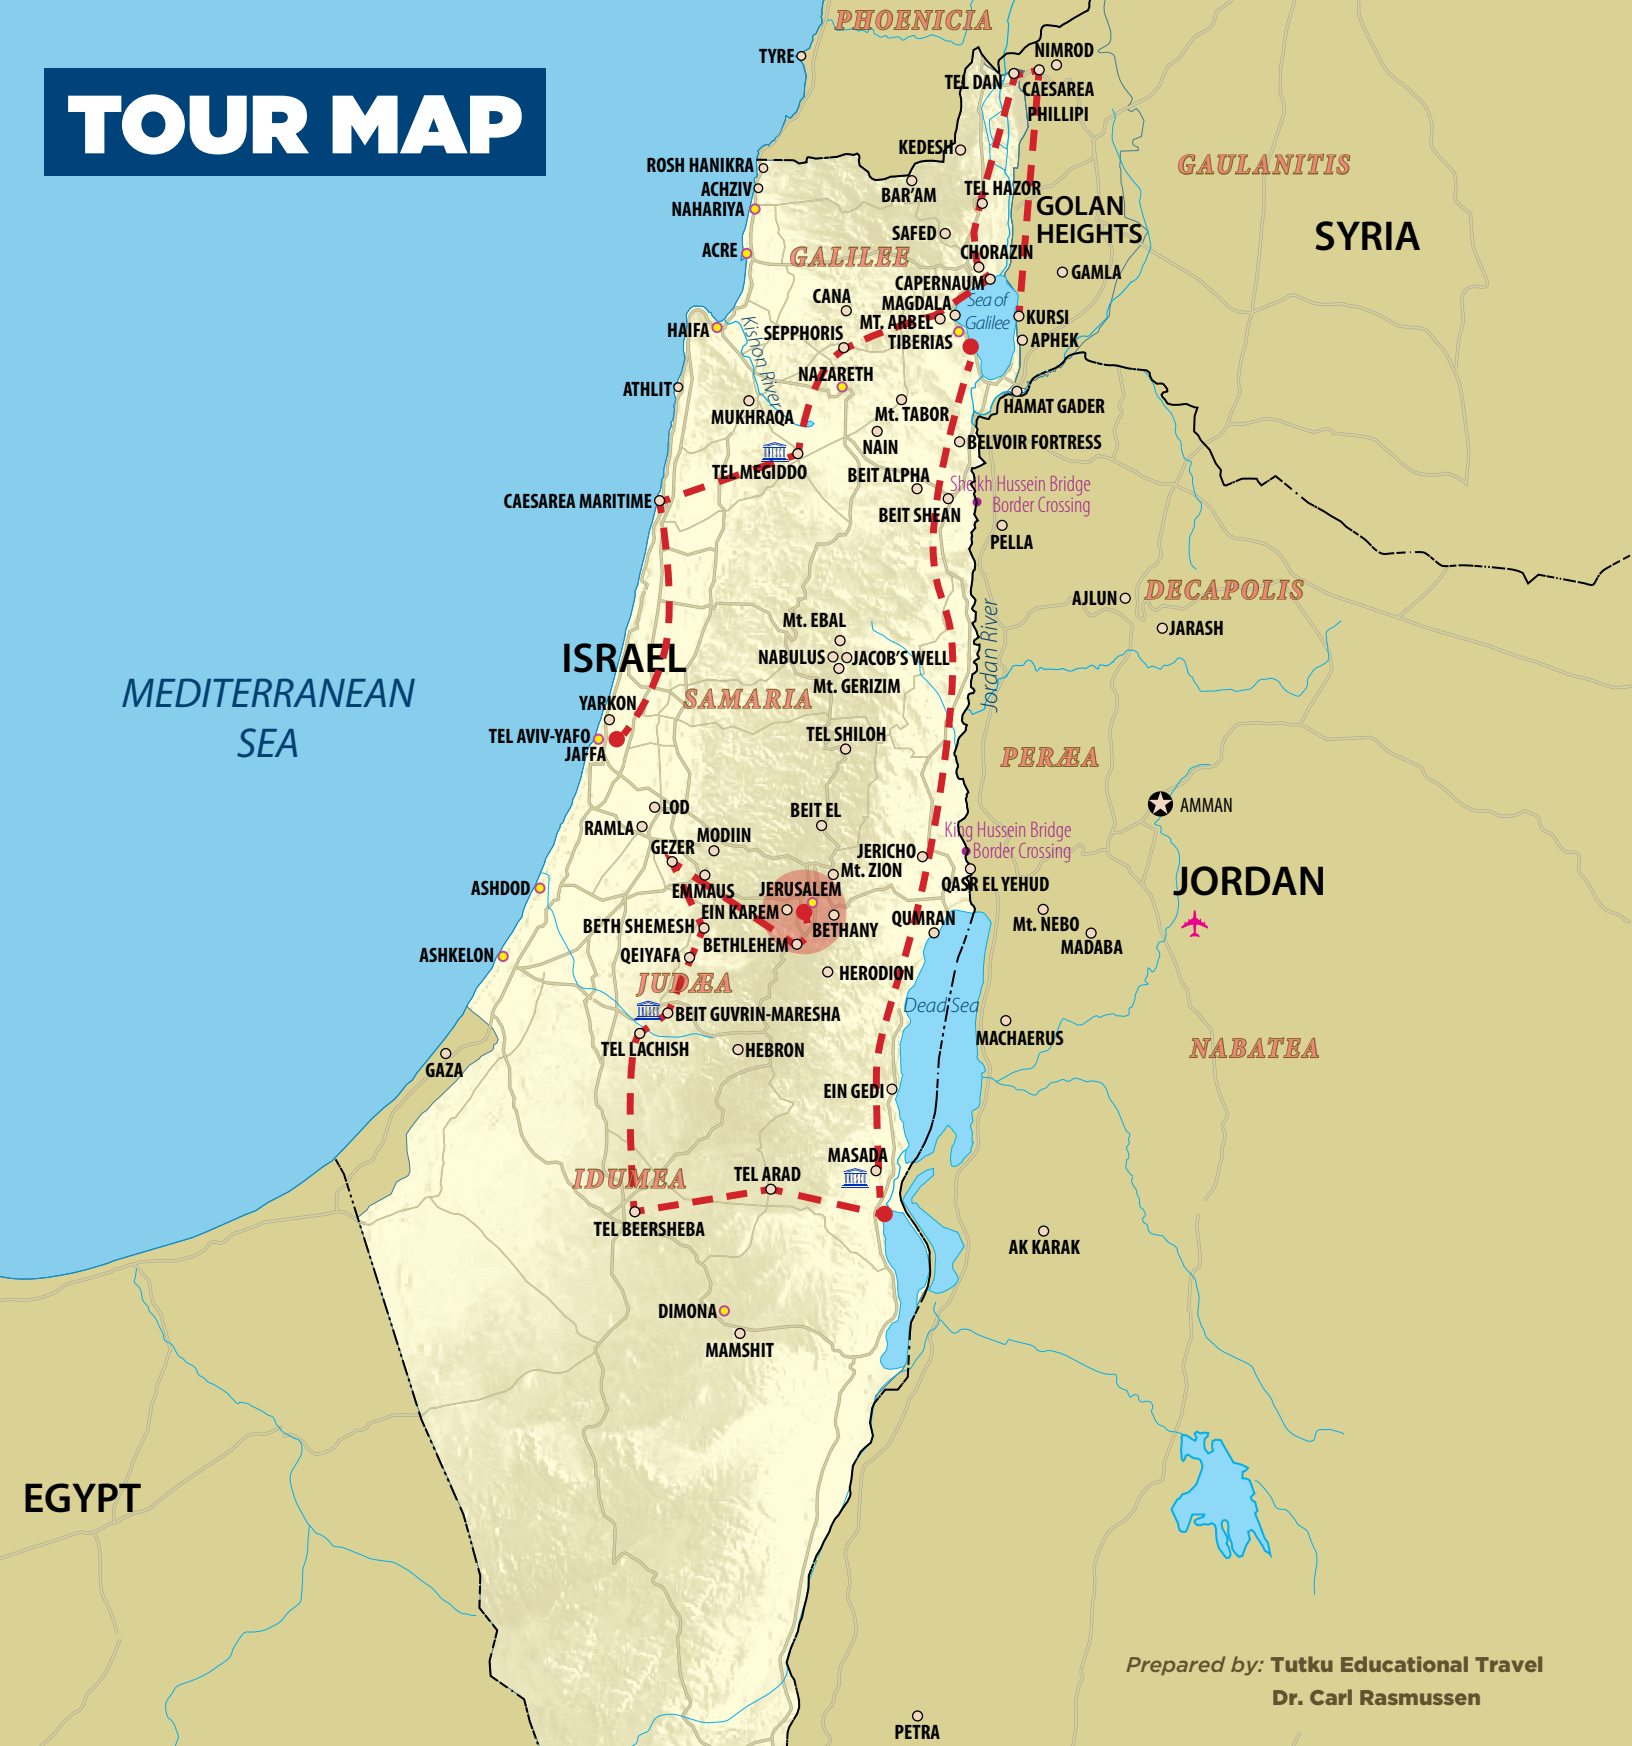 PHOENICIA
TYRE
NIMROD
TEL DAN
CAESAREA
PHILLIPI
TOUR MAP
KEDESH
ROSH HANIKRA
ACHZIV
NAHARIYA
BAR'AM
TEL HAZOR
GAULANITIS
GOLAN
HEIGHTS
SYRIA
SAFED
ACRE
GALILEE
CHORAZIN
GAMLA
CAPERNAUM
CANA
MAGDALA
Sea of
Galilee
KURSI
HAIFA
Kishon River
SEPPHORIS
MT. ARBEL
TIBERIAS
APHEK
NAZARETH
ATHLIT
MUKHRAQA
Mt. TABOR
HAMAT GADER
NAIN
BELVOIR FORTRESS
TEL MEGIDDO
BEIT ALPHA
Sheikh Hussein Bridge
Border Crossing
CAESAREA MARITIME
BEIT SHEAN
PELLA
AJLUN
DECAPOLIS
JARASH
Mt. EBAL
NABULUS
JACOB'S WELL
Mt. GERIZIM
Jordan River
ISRAEL
MEDITERRANEAN
SEA
SAMARIA
YARKON
TEL AVIV-YAFO
JAFFA
TEL SHILOH
PERÆA
AMMAN
LOD
RAMLA
BEIT EL
MODIIN
GEZER
King Hussein Bridge
Border Crossing
JERICHO
Mt. ZION
QASR EL YEHUD
JORDAN
ASHDOD
EMMAUS
JERUSALEM
EIN KAREM
BETH SHEMESH
BETHANY
QUMRAN
Mt. NEBO
MADABA
BETHLEHEM
ASHKELON
QEIYAFA
HERODION
JUDÆA
Dead Sea
BEIT GUVRIN-MARESHA
TEL LACHISH
HEBRON
MACHAERUS
NABATEA
GAZA
EIN GEDI
MASADA
IDUMEA
TEL ARAD
TEL BEERSHEBA
AK KARAK
DIMONA
MAMSHIT
EGYPT
Prepared by: Tutku Educational Travel
Dr. Carl Rasmussen
PETRA